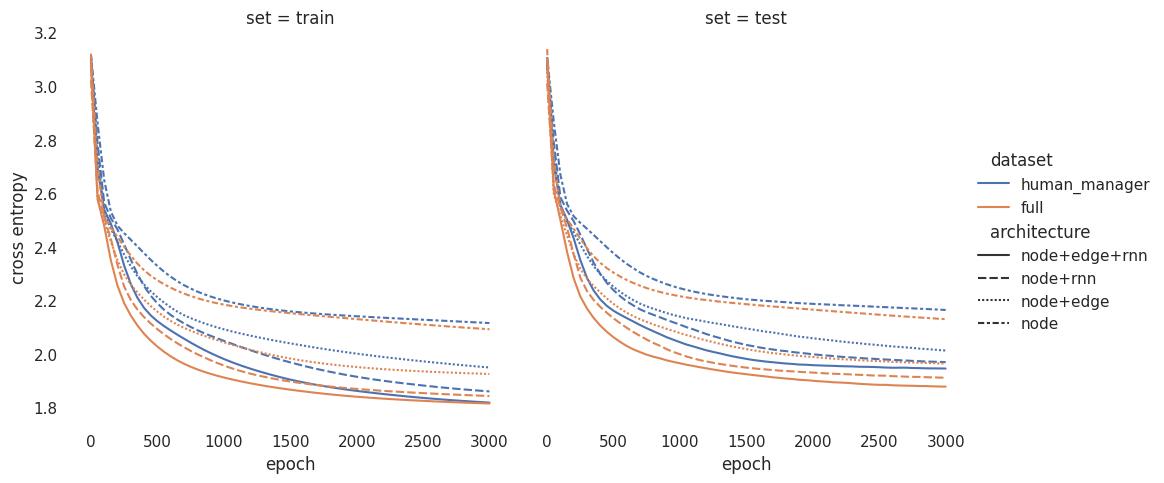 set = train
set = test
3.2
3.0
2.8
2.6
2.4
2.2
2.0
1.8
cross entropy
0 500 1000 1500 2000 2500 3000
0 500 1000 1500 2000 2500 3000
epoch
epoch
dataset
human_manager
full
architecture
node+edge+rnn
node+rnn
node+edge
node